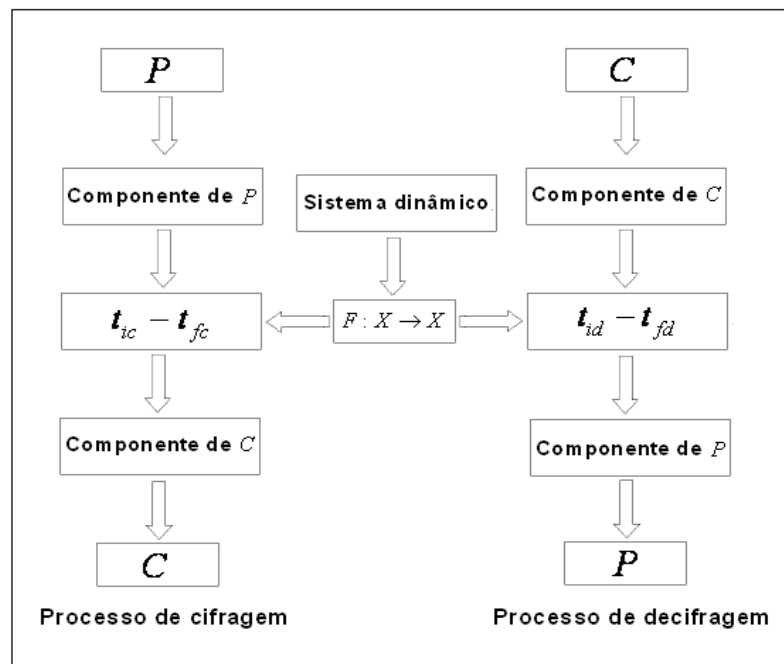 P
C
Componente de P
Sistema dinâmico
Componente de C
t_ic − t_fc
F : X → X
t_id − t_fd
Componente de C
Componente de P
C
P
Processo de cifragem
Processo de decifragem